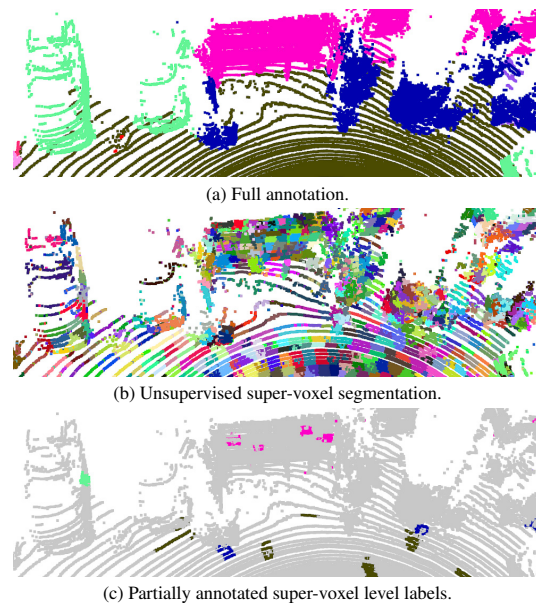 (a) Full annotation.
(b) Unsupervised super-voxel segmentation.
(c) Partially annotated super-voxel level labels.